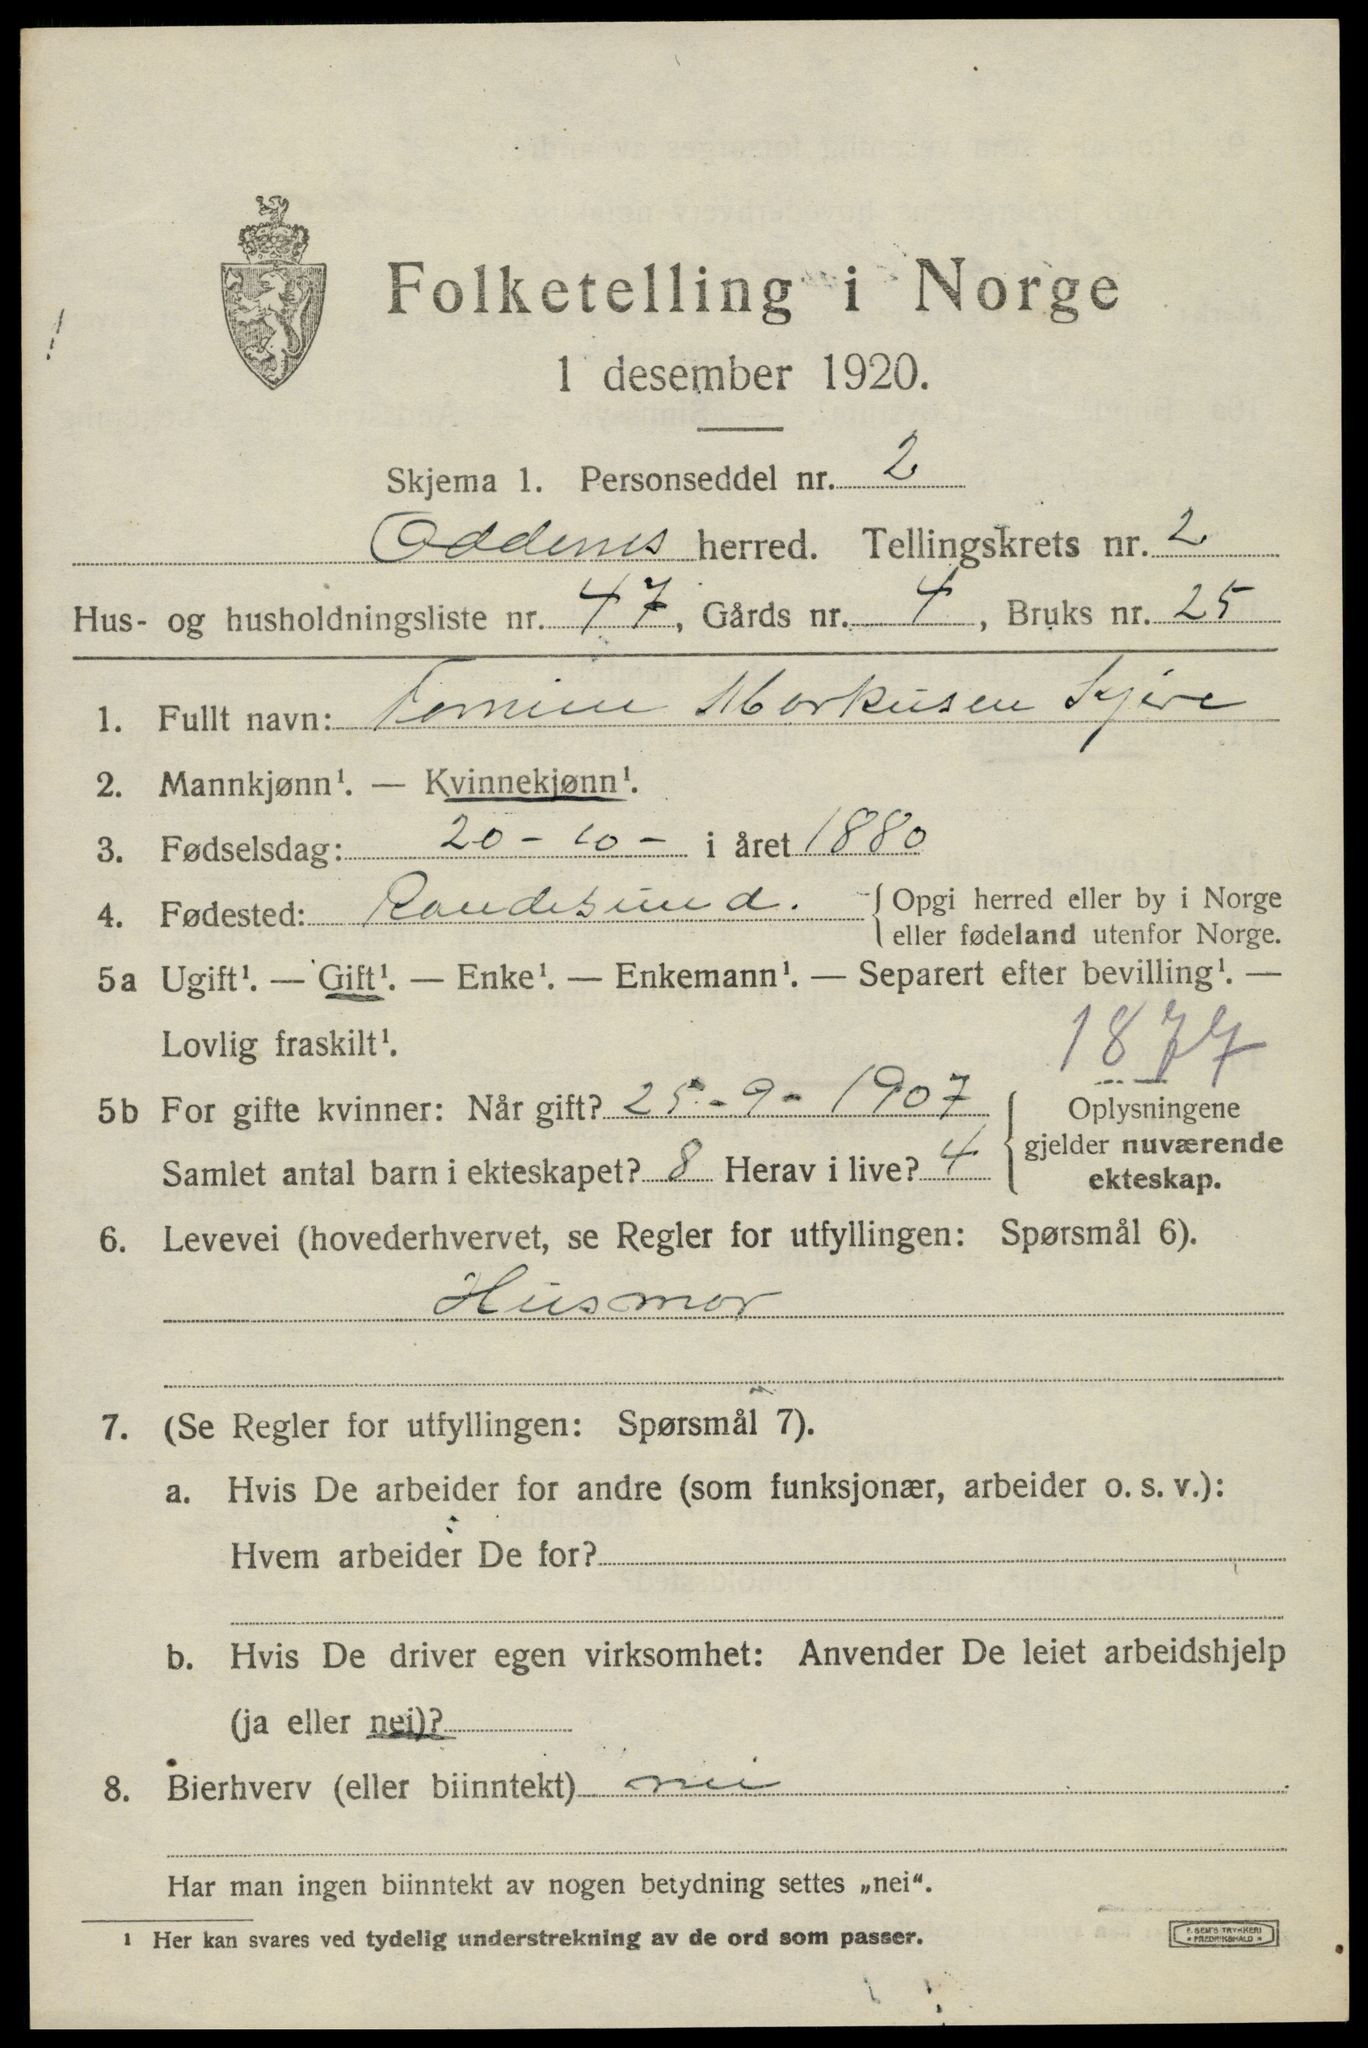 Folketelling i Norge
1 desember 1920.
Skjema 1. Personseddel nr. 2
Oddernes herred. Tellingskrets nr. 2
Hus- og husholdningsliste nr. 47, Gårds nr. 4, Bruks nr. 25
1. Fullt navn: Markusen
2. Mannkjønn¹. — Kvinnekjønn¹.
3. Fødselsdag: 20-10- i året 1880
4. Fødested: Randesund. { Opgi herred eller by i Norge
eller fødeland utenfor Norge.
5a Ugift¹. — Gift¹. — Enke¹. — Enkemann¹. — Separert efter bevilling¹. —
Lovlig fraskilt¹.
1877
5b For gifte kvinner: Når gift? 25-9-1907
Samlet antal barn i ekteskapet? 8 Herav i live? 4
{ Oplysningene
gjelder nuværende
ekteskap.
6. Levevei (hovederhvervet, se Regler for utfyllingen: Spørsmål 6).
Husmor
7. (Se Regler for utfyllingen: Spørsmål 7).
a. Hvis De arbeider for andre (som funksjonær, arbeider o. s. v.):
Hvem arbeider De for?
b. Hvis De driver egen virksomhet: Anvender De leiet arbeidshjelp
(ja eller nei)?
8. Bierhverv (eller biinntekt) nei
Har man ingen biinntekt av nogen betydning settes „nei“.
¹ Her kan svares ved tydelig understrekning av de ord som passer.
E. SEM'S TRYKKERI
FREDRIKSHALD